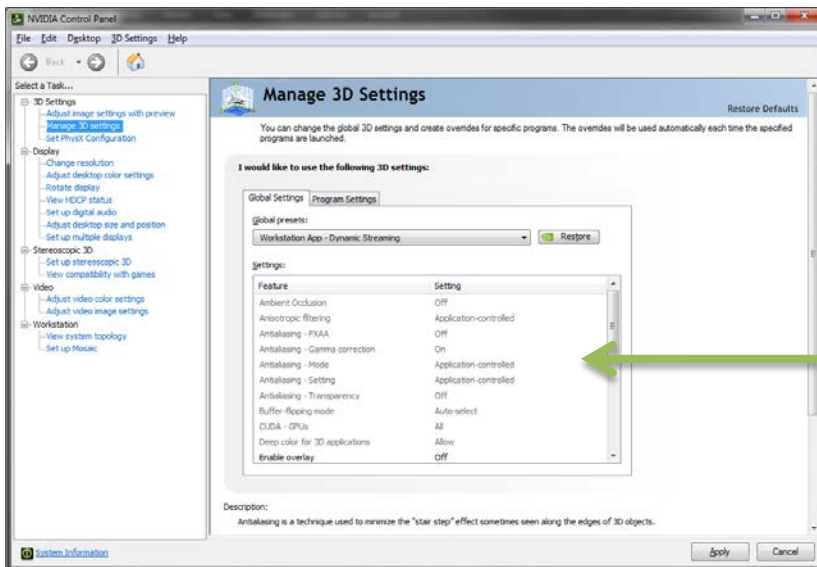 NVIDIA Control Panel
File Edit Desktop 3D Settings Help
Back
Select a Task...
3D Settings
Adjust image settings with preview
Manage 3D settings
Set PhysX Configuration
Display
Change resolution
Adjust desktop color settings
Rotate display
View HDCP status
Set up digital audio
Adjust desktop size and position
Set up multiple displays
Stereoscopic 3D
Set up stereoscopic 3D
View compatibility with games
Video
Adjust video color settings
Adjust video image settings
Workstation
View system topology
Set up Mosaic
System Information
Manage 3D Settings
Restore Defaults
You can change the global 3D settings and create overrides for specific programs. The overrides will be used automatically each time the specified
programs are launched.
I would like to use the following 3D settings:
Global Settings Program Settings
Global presets:
Workstation App - Dynamic Streaming Restore
Settings:
Feature Setting
Ambient Occlusion Off
Anisotropic filtering Application-controlled
Antialiasing - FXAA Off
Antialiasing - Gamma correction On
Antialiasing - Mode Application-controlled
Antialiasing - Setting Application-controlled
Antialiasing - Transparency Off
Buffer-flipping mode Auto-select
CUDA - GPUs All
Deep color for 3D applications Allow
Enable overlay Off
Description:
Antialiasing is a technique used to minimize the "stair step" effect sometimes seen along the edges of 3D objects.
Apply Cancel